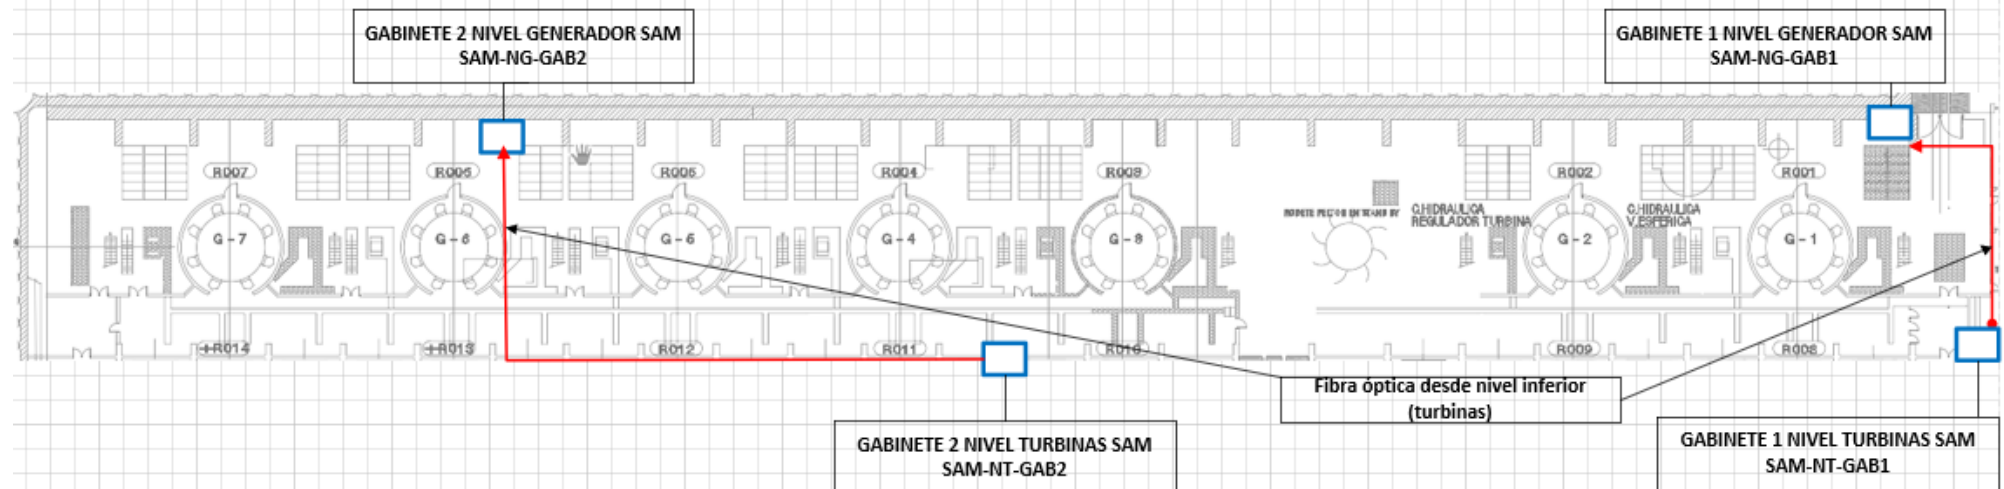 GABINETE 2 NIVEL GENERADOR SAM
SAM-NG-GAB2
GABINETE 1 NIVEL GENERADOR SAM
SAM-NG-GAB1
R007
R006
R005
R004
R003
R002
R001
O.HIDRAULICA
REGULADOR TURBINA
O.HIDRAULICA
V.ESFERICA
G-7
G-6
G-5
G-4
G-3
G-2
G-1
R014
R013
R012
R011
R010
R009
R008
Fibra óptica desde nivel inferior
(turbinas)
GABINETE 2 NIVEL TURBINAS SAM
SAM-NT-GAB2
GABINETE 1 NIVEL TURBINAS SAM
SAM-NT-GAB1